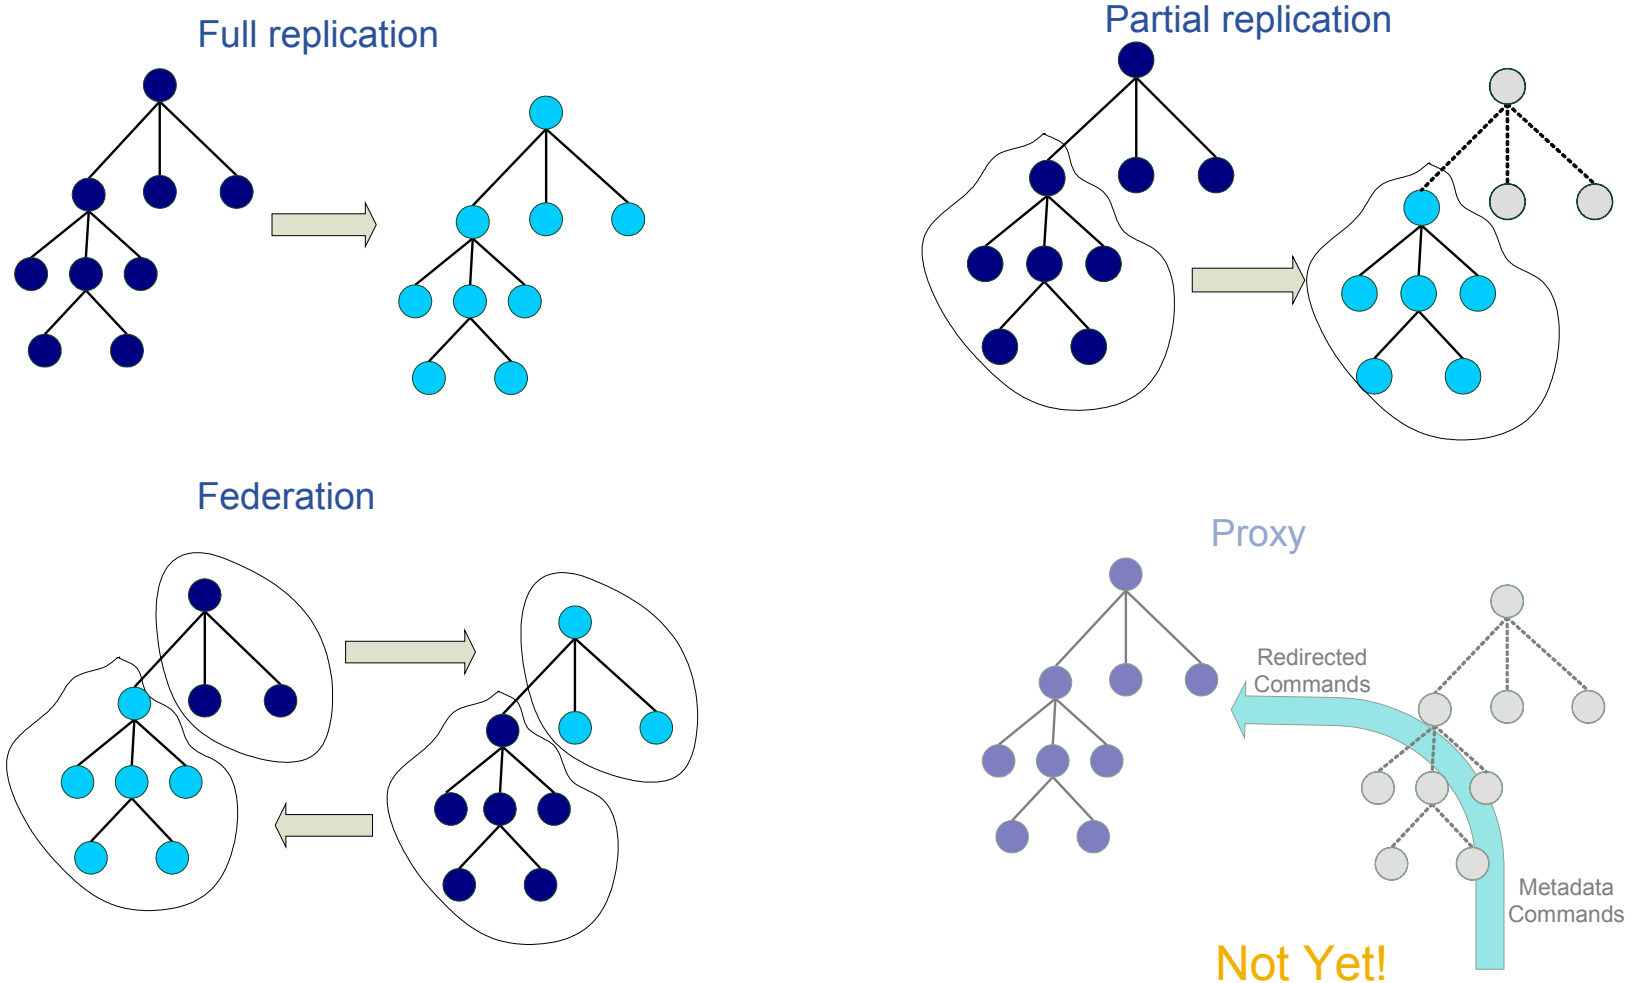 Full replication
Partial replication
Federation
Proxy
Redirected
Commands
Metadata
Commands
Not Yet!